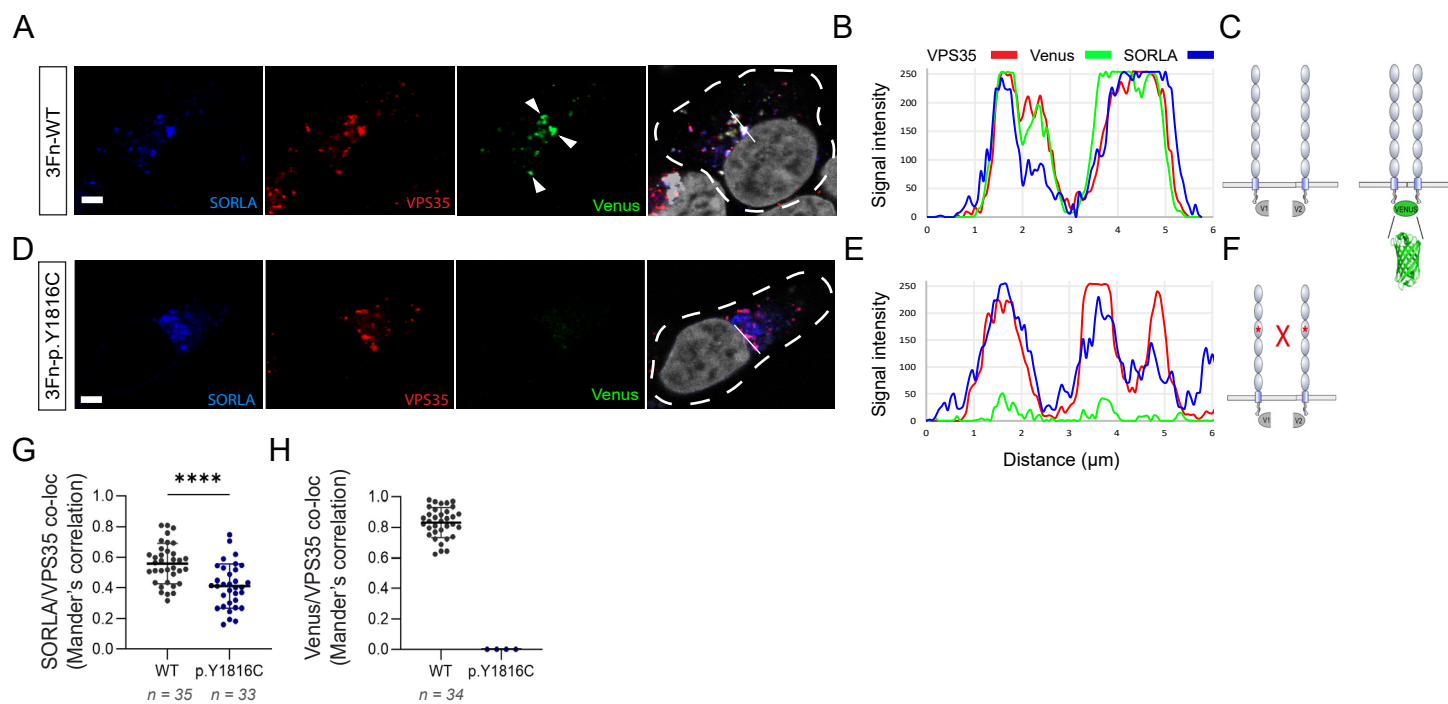 A
3Fn-WT
SORLA
VPS35
Venus
B
VPS35 Venus SORLA
Signal intensity
250
200
150
100
50
0
0 1 2 3 4 5 6
C
V1 V2
VENUS
D
3Fn-p.Y1816C
SORLA
VPS35
Venus
E
Signal intensity
250
200
150
100
50
0
0 1 2 3 4 5 6
Distance (µm)
F
X
V1 V2
G
SORLA/VPS35 co-loc
(Mander's correlation)
****
1.0
0.8
0.6
0.4
0.2
0.0
WT p.Y1816C
n = 35 n = 33
H
Venus/VPS35 co-loc
(Mander's correlation)
1.0
0.8
0.6
0.4
0.2
0.0
WT p.Y1816C
n = 34